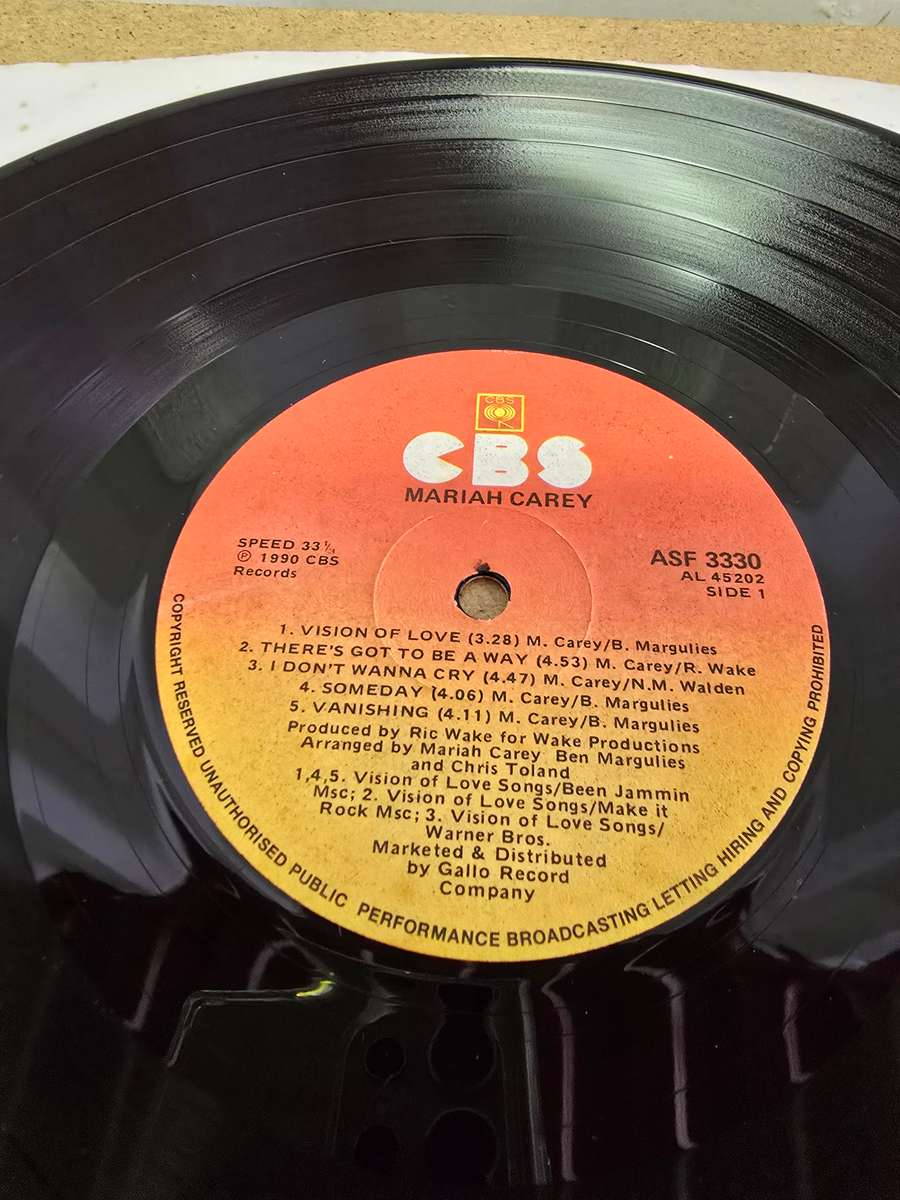 CBS
CBS
MARIAH CAREY
SPEED 33⅓
Ⓟ 1990 CBS
Records
ASF 3330
AL 45202
SIDE 1
1. VISION OF LOVE (3.28) M. Carey/B. Margulies
2. THERE'S GOT TO BE A WAY (4.53) M. Carey/R. Wake
3. I DON'T WANNA CRY (4.47) M. Carey/N.M. Walden
4. SOMEDAY (4.06) M. Carey/B. Margulies
5. VANISHING (4.11) M. Carey/B. Margulies
Produced by Ric Wake for Wake Productions
Arranged by Mariah Carey Ben Margulies
and Chris Toland
1,4,5. Vision of Love Songs/Been Jammin
Msc; 2. Vision of Love Songs/Make it
Rock Msc; 3. Vision of Love Songs/
Warner Bros.
Marketed & Distributed
by Gallo Record
Company
COPYRIGHT RESERVED UNAUTHORISED PUBLIC PERFORMANCE BROADCASTING LETTING HIRING AND COPYING PROHIBITED